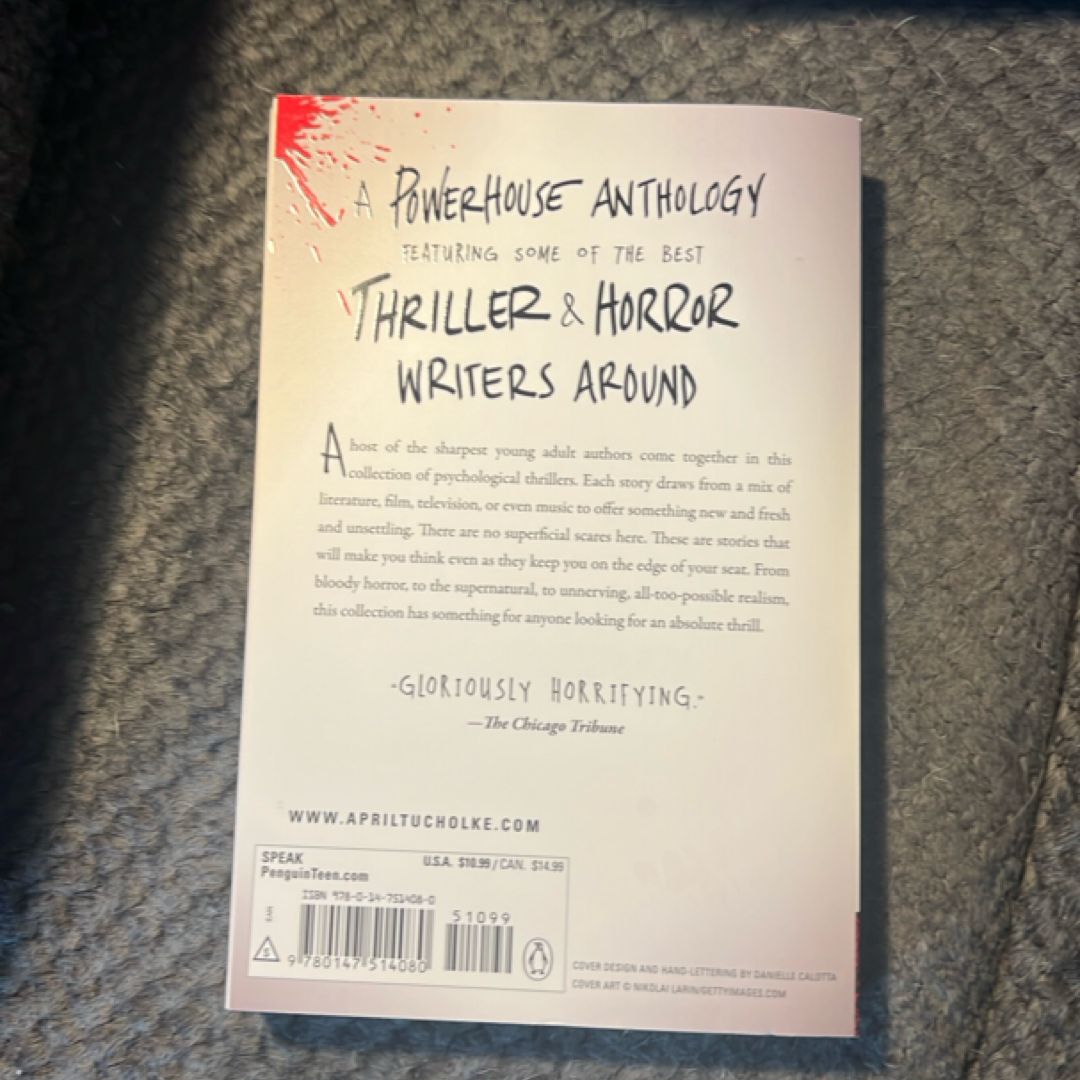 A POWERHOUSE ANTHOLOGY
FEATURING SOME OF THE BEST
THRILLER & HORROR
WRITERS AROUND
A host of the sharpest young adult authors come together in this
collection of psychological thrillers. Each story draws from a mix of
literature, film, television, or even music to offer something new and fresh
and unsettling. There are no superficial scares here. These are stories that
will make you think even as they keep you on the edge of your seat. From
bloody horror, to the supernatural, to unnerving, all-too-possible realism,
this collection has something for anyone looking for an absolute thrill.
"GLORIOUSLY HORRIFYING."
—The Chicago Tribune
WWW.APRILTUCHOLKE.COM
SPEAK
PenguinTeen.com
U.S.A. $10.99 / CAN. $14.99
ISBN 978-0-14-751408-0
EAN
51099
S
9 780147 514080
COVER DESIGN AND HAND-LETTERING BY DANIELLE CALOTTA
COVER ART © NIKOLAI LARIN/GETTYIMAGES.COM